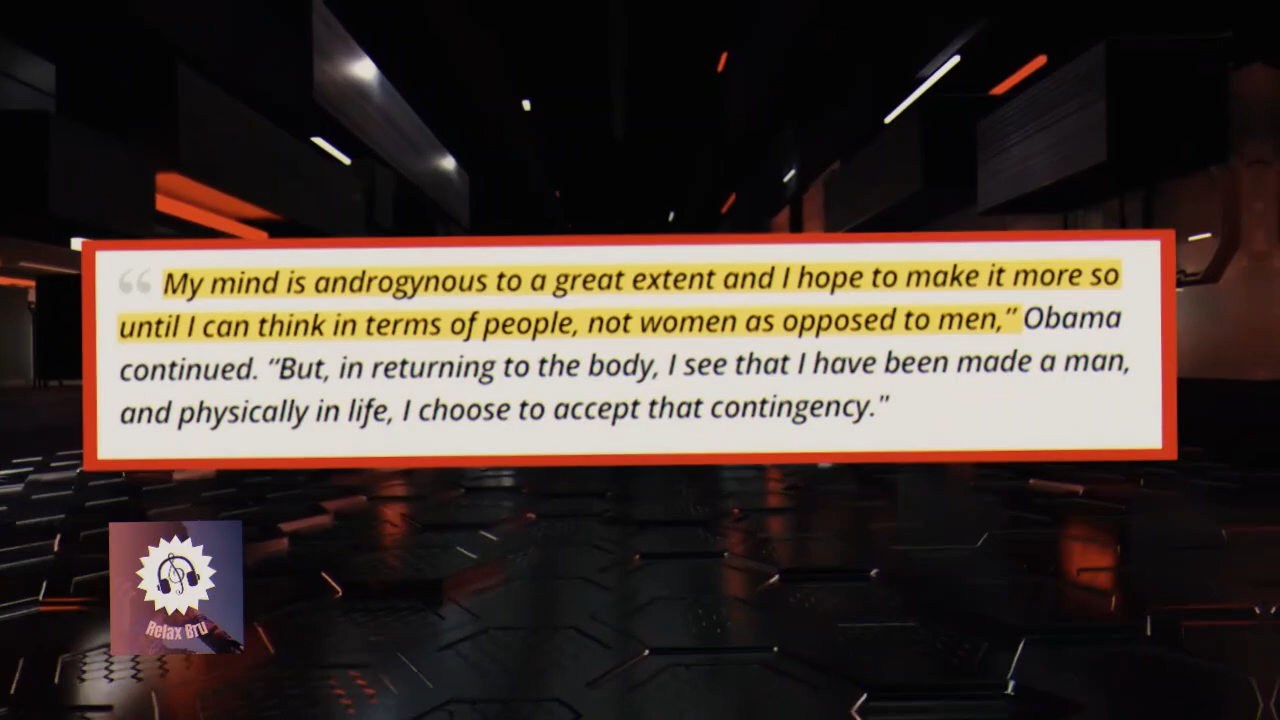 “ My mind is androgynous to a great extent and I hope to make it more so
until I can think in terms of people, not women as opposed to men,” Obama
continued. “But, in returning to the body, I see that I have been made a man,
and physically in life, I choose to accept that contingency."
Relax Bru